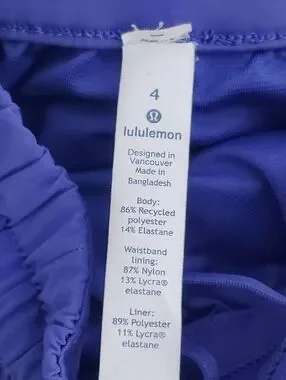 4
lululemon
Designed in
Vancouver
Made in
Bangladesh
Body:
86% Recycled
polyester
14% Elastane
Waistband
lining:
87% Nylon
13% Lycra®
elastane
Liner:
89% Polyester
11% Lycra®
elastane